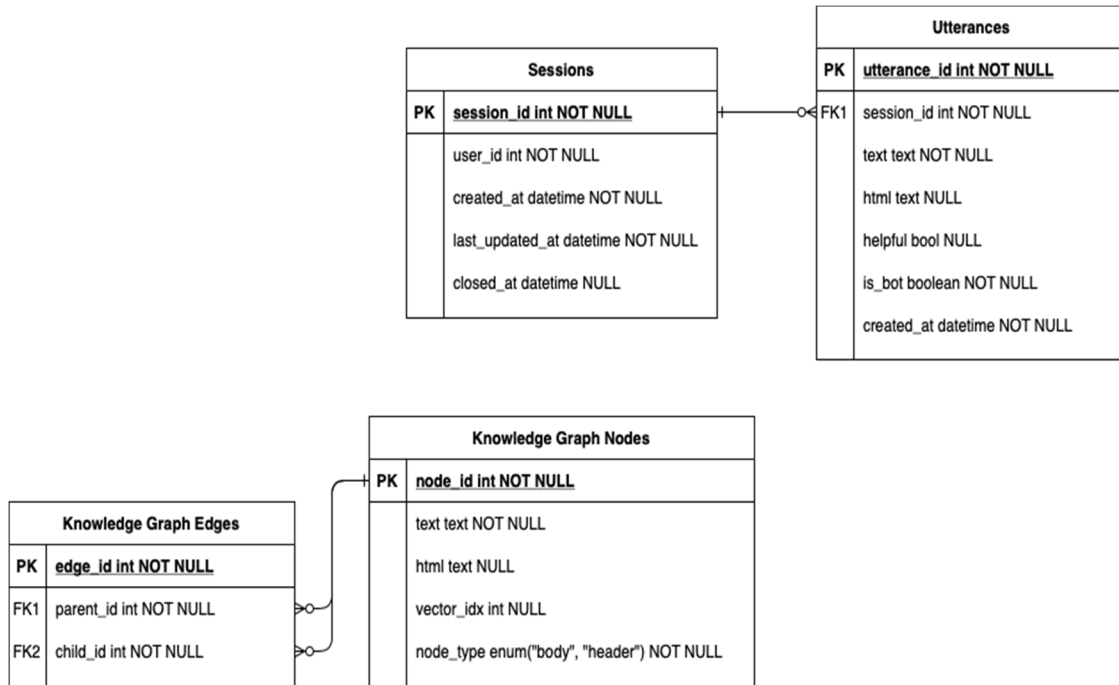 Sessions
PK session_id int NOT NULL
user_id int NOT NULL
created_at datetime NOT NULL
last_updated_at datetime NOT NULL
closed_at datetime NULL
Utterances
PK utterance_id int NOT NULL
FK1 session_id int NOT NULL
text text NOT NULL
html text NULL
helpful bool NULL
is_bot boolean NOT NULL
created_at datetime NOT NULL
Knowledge Graph Edges
PK edge_id int NOT NULL
FK1 parent_id int NOT NULL
FK2 child_id int NOT NULL
Knowledge Graph Nodes
PK node_id int NOT NULL
text text NOT NULL
html text NULL
vector_idx int NULL
node_type enum("body", "header") NOT NULL